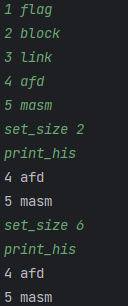 1 flag
2 block
3 link
4 afd
5 masm
set_size 2
print_his
4 afd
5 masm
set_size 6
print_his
4 afd
5 masm